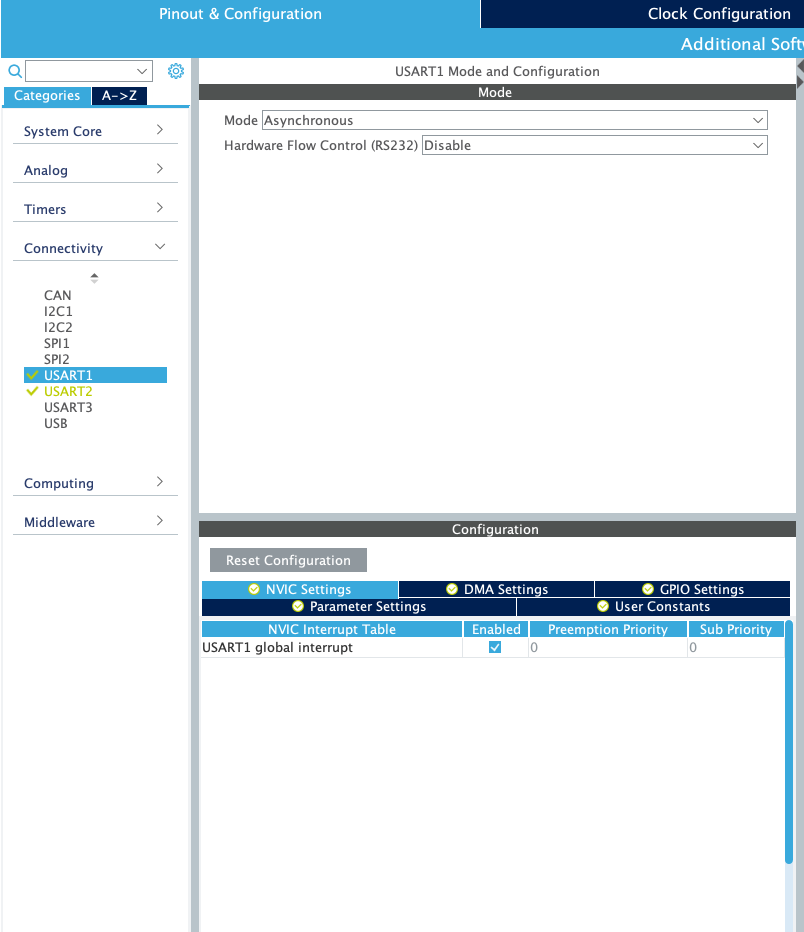 Pinout & Configuration
Clock Configuration
Additional Softw
Categories
A->Z
System Core
Analog
Timers
Connectivity
CAN
I2C1
I2C2
SPI1
SPI2
USART1
USART2
USART3
USB
Computing
Middleware
USART1 Mode and Configuration
Mode
Mode Asynchronous
Hardware Flow Control (RS232) Disable
Configuration
Reset Configuration
NVIC Settings
DMA Settings
GPIO Settings
Parameter Settings
User Constants
NVIC Interrupt Table Enabled Preemption Priority Sub Priority
USART1 global interrupt 0 0